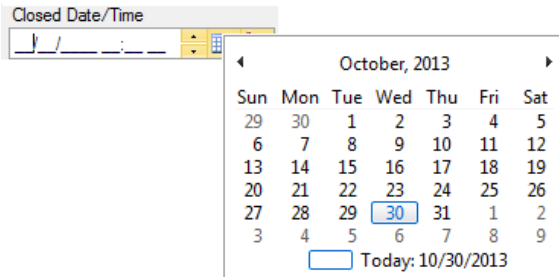 Closed Date/Time
__/__/____ __:__ __
October, 2013
Sun Mon Tue Wed Thu Fri Sat
29 30 1 2 3 4 5
6 7 8 9 10 11 12
13 14 15 16 17 18 19
20 21 22 23 24 25 26
27 28 29 30 31 1 2
3 4 5 6 7 8 9
Today: 10/30/2013